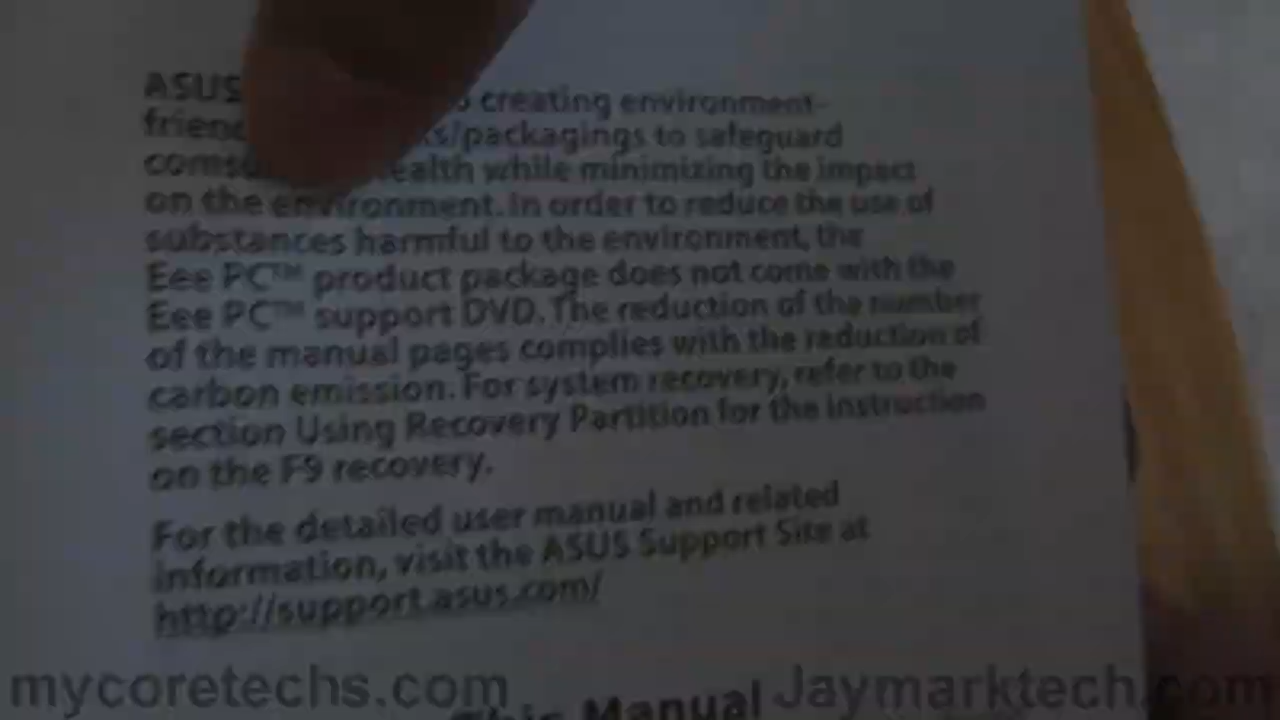 ASUS creating environment-
friend /packagings to safeguard
coms ealth while minimizing the impact
on the environment. In order to reduce the use of
substances harmful to the environment, the
Eee PC™ product package does not come with the
Eee PC™ support DVD. The reduction of the number
of the manual pages complies with the reduction of
carbon emission. For system recovery, refer to the
section Using Recovery Partition for the instruction
on the F9 recovery.
For the detailed user manual and related
information, visit the ASUS Support Site at
http://support.asus.com/
This Manual
mycoretechs.com
Jaymarktech.com